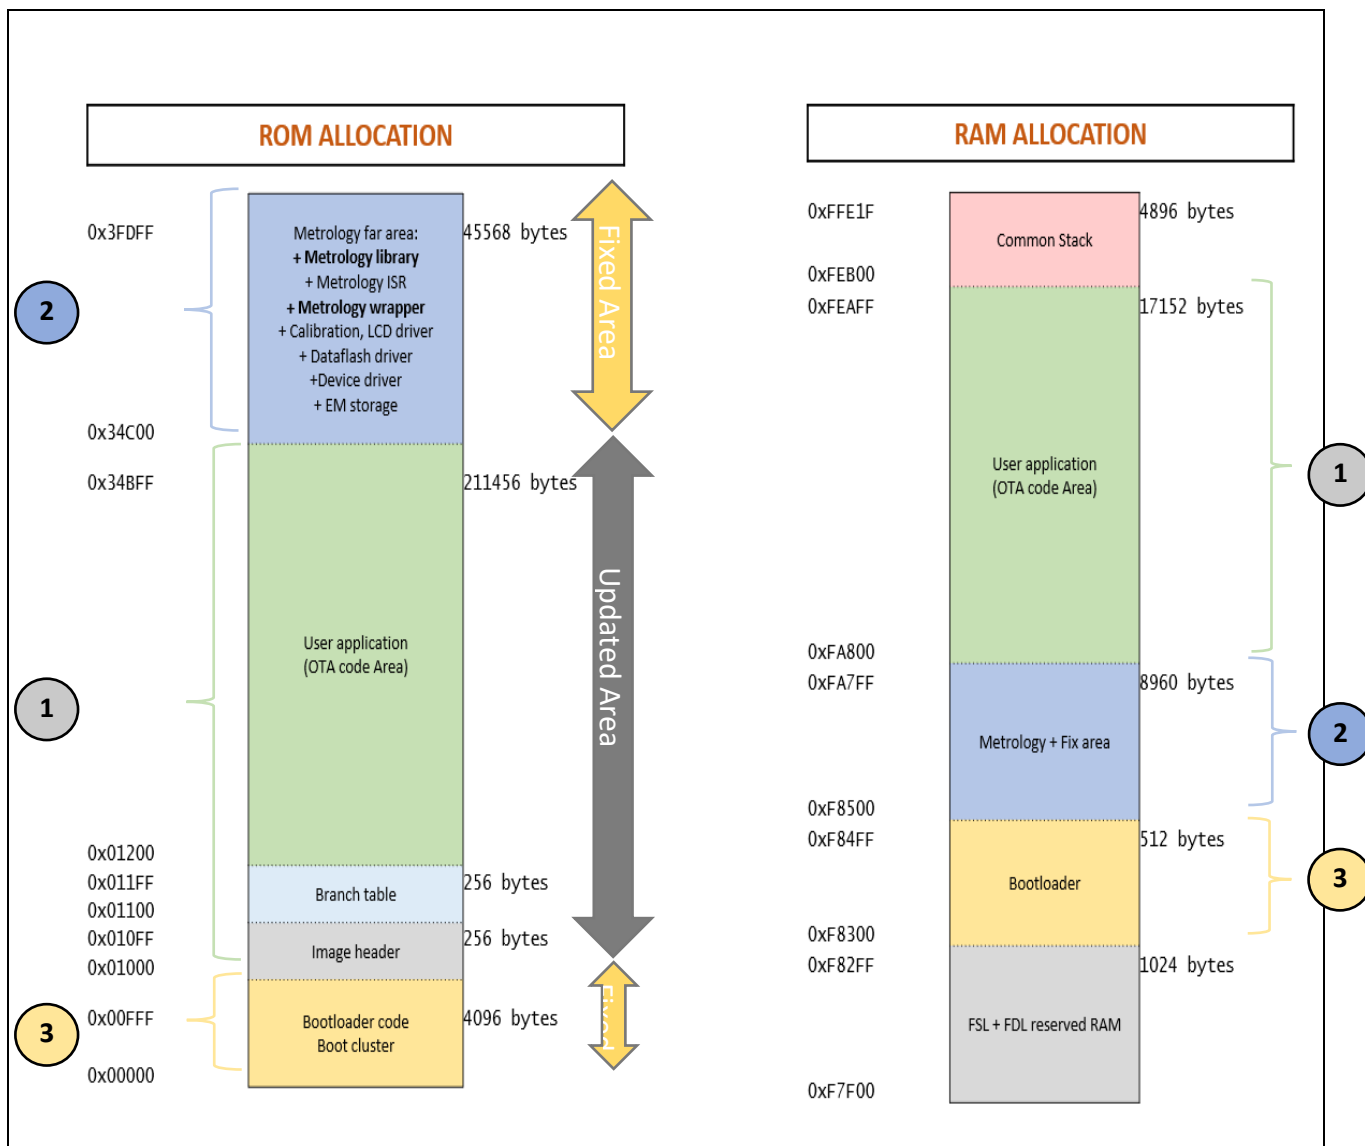 ROM ALLOCATION
0x3FDFF
Metrology far area:
+ Metrology library
+ Metrology ISR
+ Metrology wrapper
+ Calibration, LCD driver
+ Dataflash driver
+Device driver
+ EM storage
45568 bytes
Fixed Area
2
0x34C00
0x34BFF
User application
(OTA code Area)
211456 bytes
Updated Area
1
0x01200
0x011FF
Branch table
256 bytes
0x01100
0x010FF
Image header
256 bytes
0x01000
3
0x00FFF
Bootloader code
Boot cluster
4096 bytes
Fixed
0x00000
RAM ALLOCATION
0xFFE1F
Common Stack
4896 bytes
0xFEB00
0xFEAFF
User application
(OTA code Area)
17152 bytes
1
0xFA800
0xFA7FF
Metrology + Fix area
8960 bytes
2
0xF8500
0xF84FF
Bootloader
512 bytes
3
0xF8300
0xF82FF
FSL + FDL reserved RAM
1024 bytes
0xF7F00